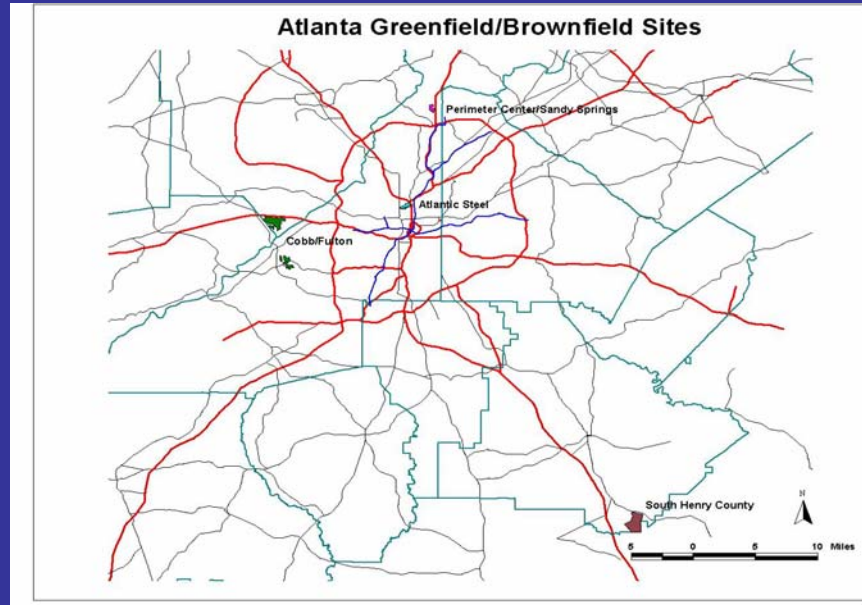 Atlanta Greenfield/Brownfield Sites
Perimeter Center/Sandy Springs
Atlantic Steel
Cobb/Fulton
South Henry County
N
5 0 5 10 Miles